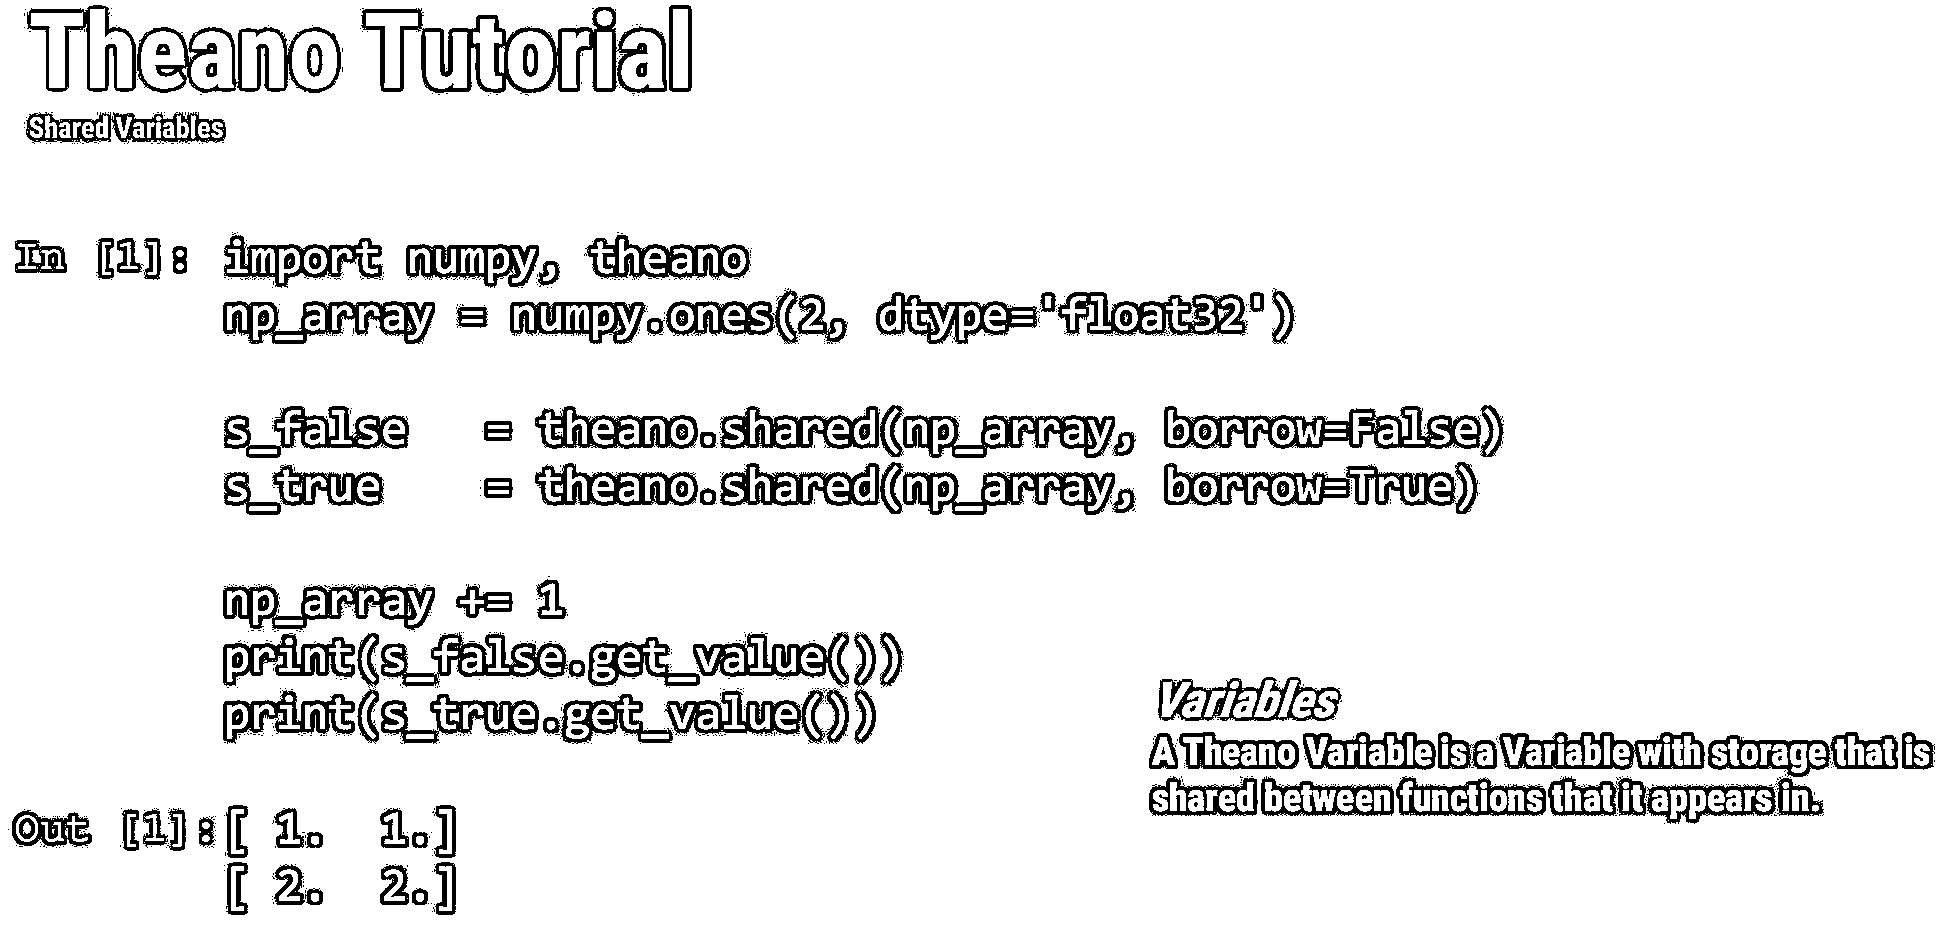 Theano Tutorial
Shared Variables
In [1]: import numpy, theano
np_array = numpy.ones(2, dtype='float32')
s_false   = theano.shared(np_array, borrow=False)
s_true    = theano.shared(np_array, borrow=True)
np_array += 1
print(s_false.get_value())
print(s_true.get_value())
Variables
A Theano Variable is a Variable with storage that is
shared between functions that it appears in.
Out [1]:[ 1.  1.]
[ 2.  2.]